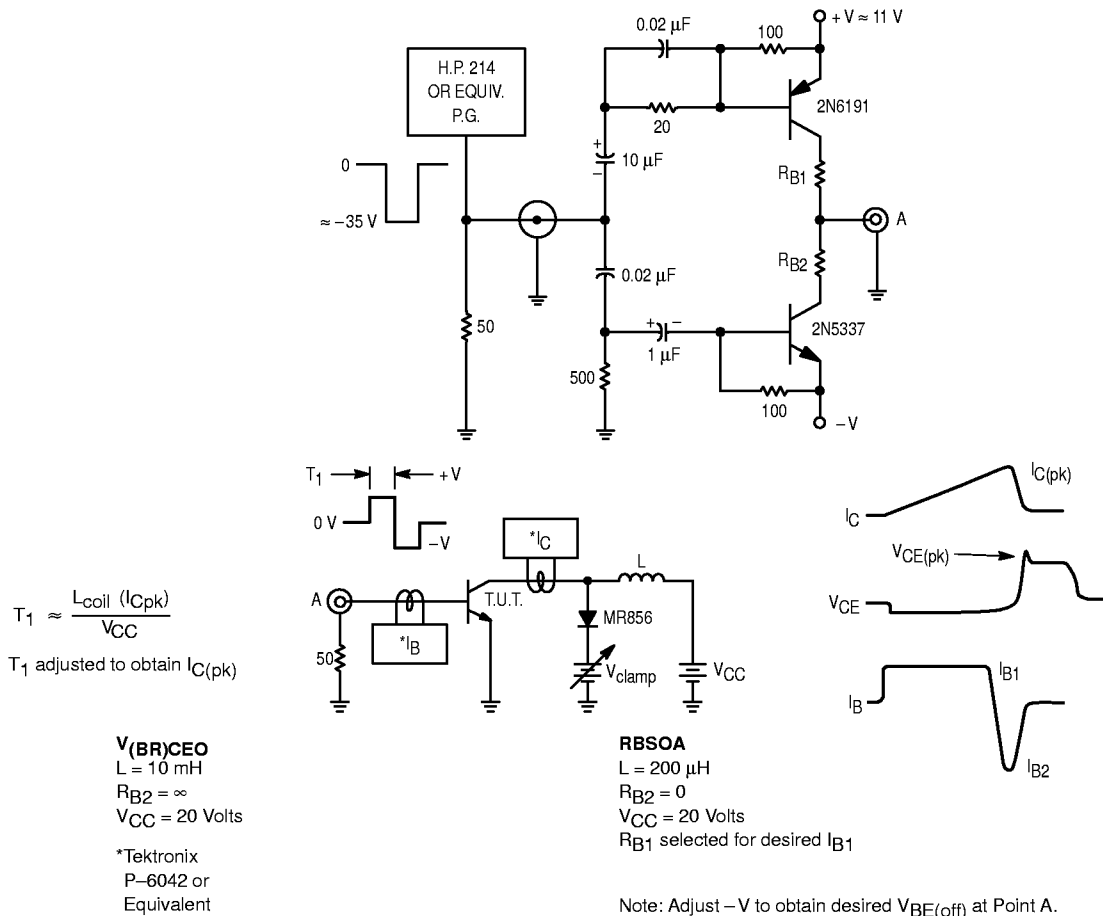 + V ≈ 11 V
0.02 μF
100
H.P. 214
OR EQUIV.
P.G.
2N6191
20
+
10 μF
−
0
RB1
≈ −35 V
A
RB2
0.02 μF
50
+ −
2N5337
1 μF
500
100
−V
T1
+V
0 V
−V
*IC
L
IC(pk)
IC
VCE(pk)
T1 ≈ Lcoil (ICpk)
VCC
A
T.U.T.
MR856
VCE
T1 adjusted to obtain IC(pk)
50
*IB
Vclamp
VCC
IB1
IB
IB2
V(BR)CEO
L = 10 mH
RB2 = ∞
VCC = 20 Volts
*Tektronix
P–6042 or
Equivalent
RBSOA
L = 200 μH
RB2 = 0
VCC = 20 Volts
RB1 selected for desired IB1
Note: Adjust –V to obtain desired VBE(off) at Point A.